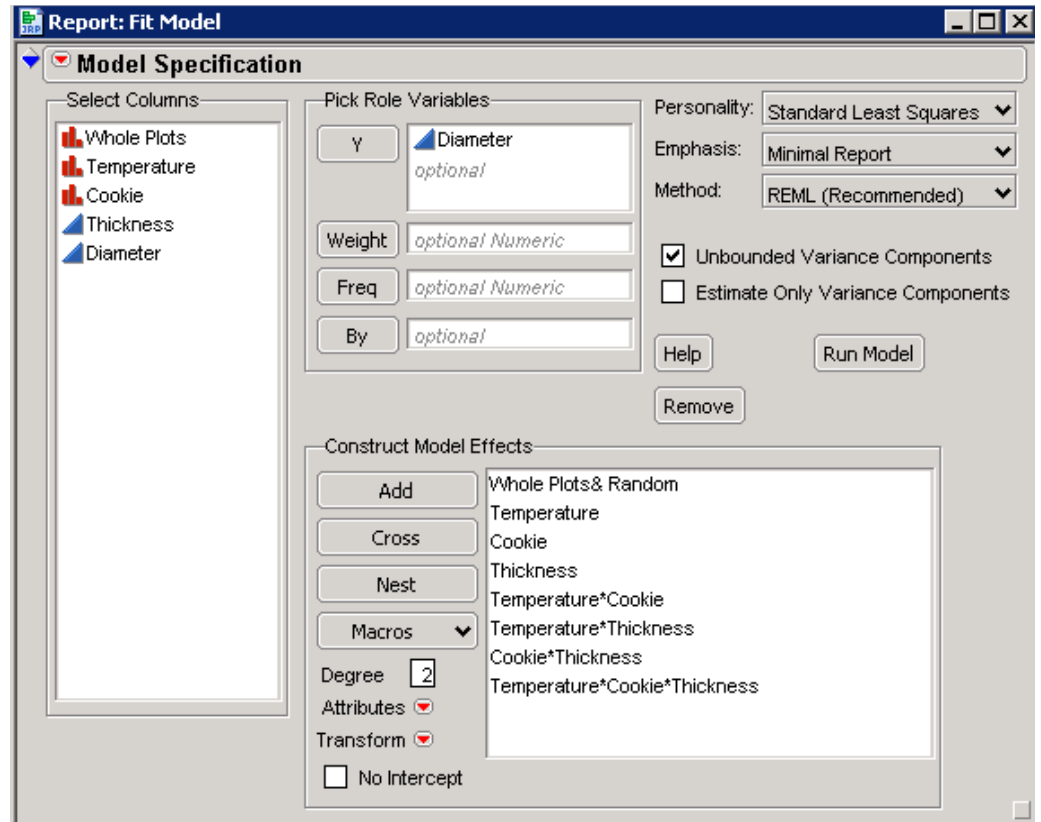 Report: Fit Model
Model Specification
Select Columns
Whole Plots
Temperature
Cookie
Thickness
Diameter
Pick Role Variables
Y
Diameter
optional
Weight
optional Numeric
Freq
optional Numeric
By
optional
Personality:
Standard Least Squares
Emphasis:
Minimal Report
Method:
REML (Recommended)
Unbounded Variance Components
Estimate Only Variance Components
Help
Run Model
Remove
Construct Model Effects
Add
Cross
Nest
Macros
Degree 2
Attributes
Transform
No Intercept
Whole Plots& Random
Temperature
Cookie
Thickness
Temperature*Cookie
Temperature*Thickness
Cookie*Thickness
Temperature*Cookie*Thickness